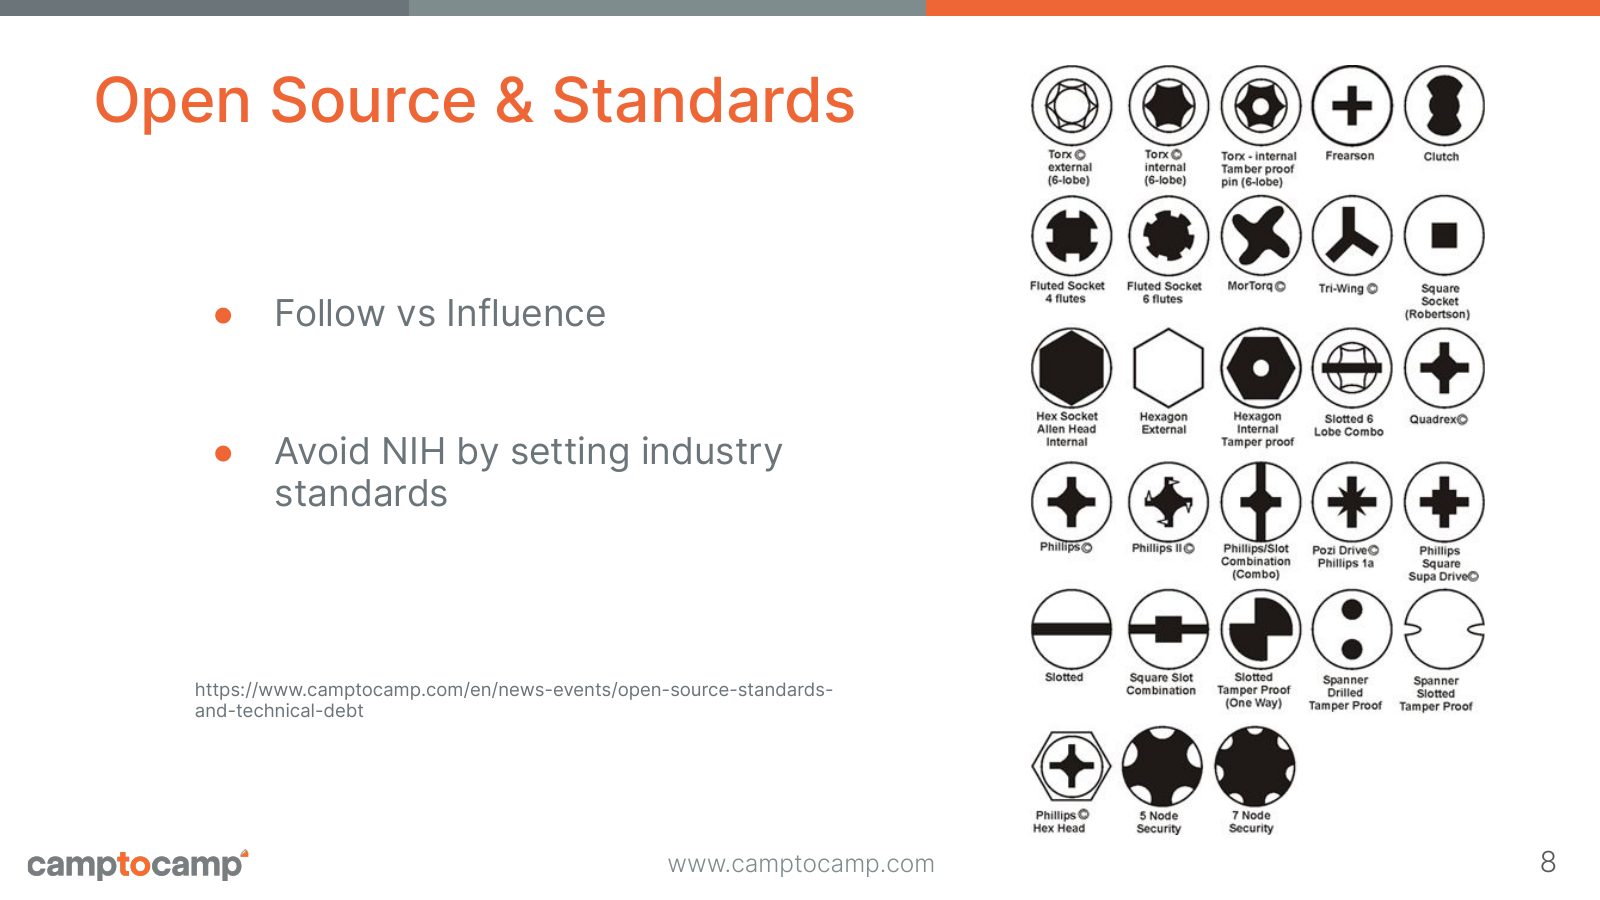 Open Source & Standards
● Follow vs Influence
● Avoid NIH by setting industry
standards
https://www.camptocamp.com/en/news-events/open-source-standards-
and-technical-debt
Torx ©
external
(6-lobe)
Torx ©
internal
(6-lobe)
Torx - internal
Tamber proof
pin (6-lobe)
Frearson
Clutch
Fluted Socket
4 flutes
Fluted Socket
6 flutes
MorTorq ©
Tri-Wing ©
Square
Socket
(Robertson)
Hex Socket
Allen Head
Internal
Hexagon
External
Hexagon
Internal
Tamper proof
Slotted 6
Lobe Combo
Quadrex©
Phillips©
Phillips II©
Phillips/Slot
Combination
(Combo)
Pozi Drive©
Phillips 1a
Phillips
Square
Supa Drive©
Slotted
Square Slot
Combination
Slotted
Tamper Proof
(One Way)
Spanner
Drilled
Tamper Proof
Spanner
Slotted
Tamper Proof
Phillips ©
Hex Head
5 Node
Security
7 Node
Security
camptocamp
www.camptocamp.com
8